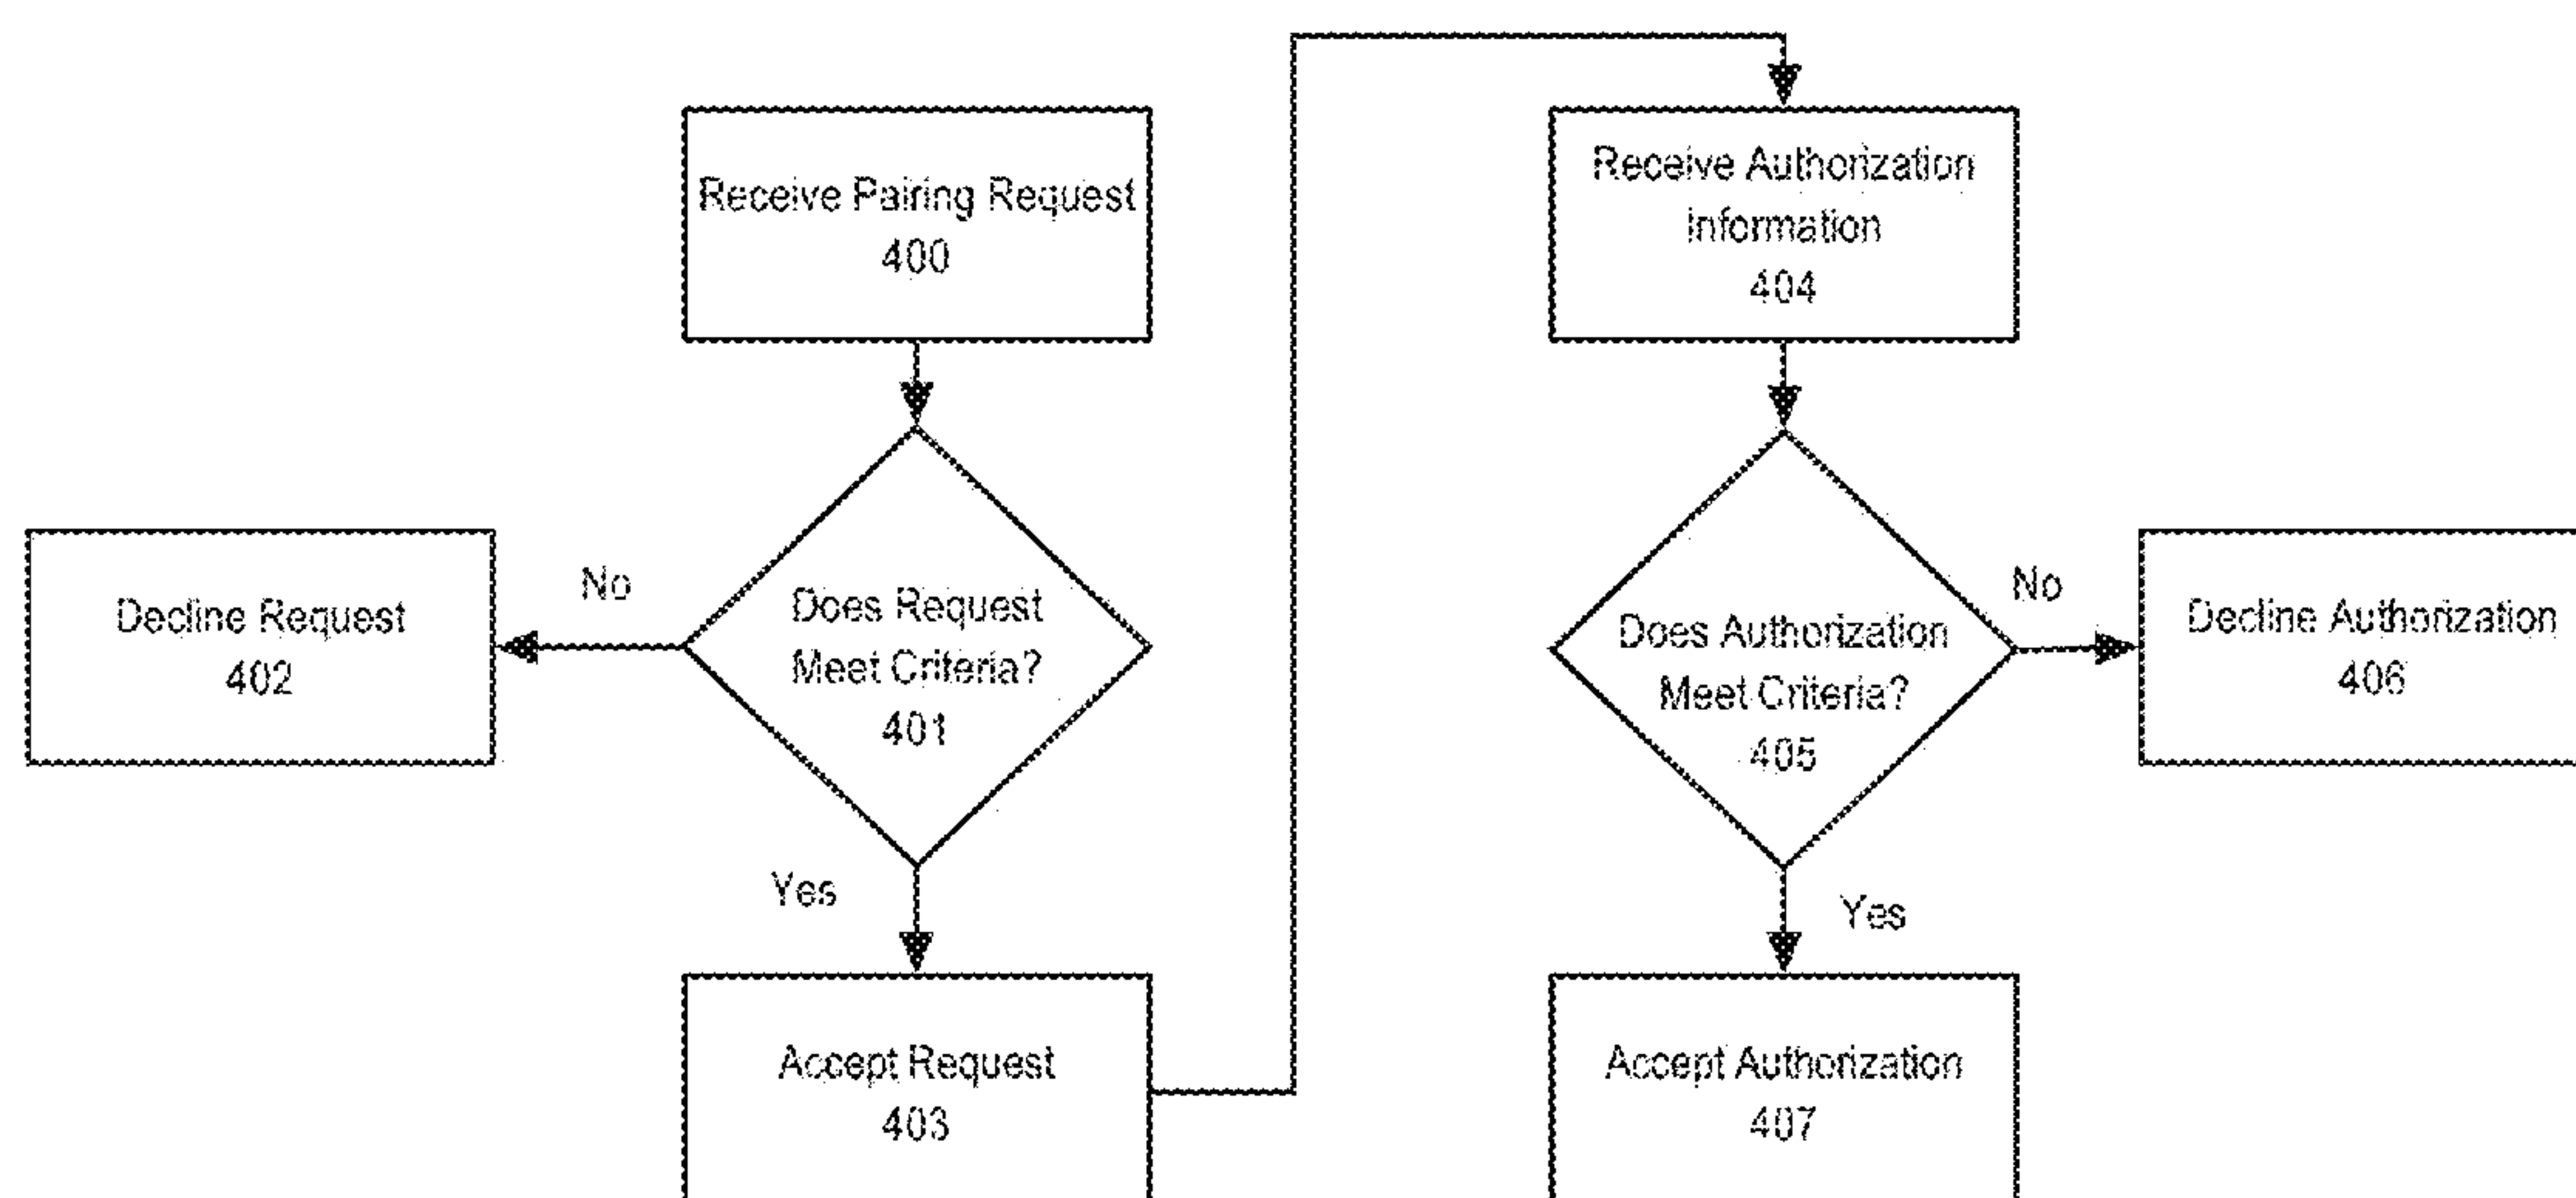 Receive Pairing Request
400
Does Request
Meet Criteria?
401
No
Decline Request
402
Yes
Accept Request
403
Receive Authorization
Information
404
Does Authorization
Meet Criteria?
405
No
Decline Authorization
406
Yes
Accept Authorization
407